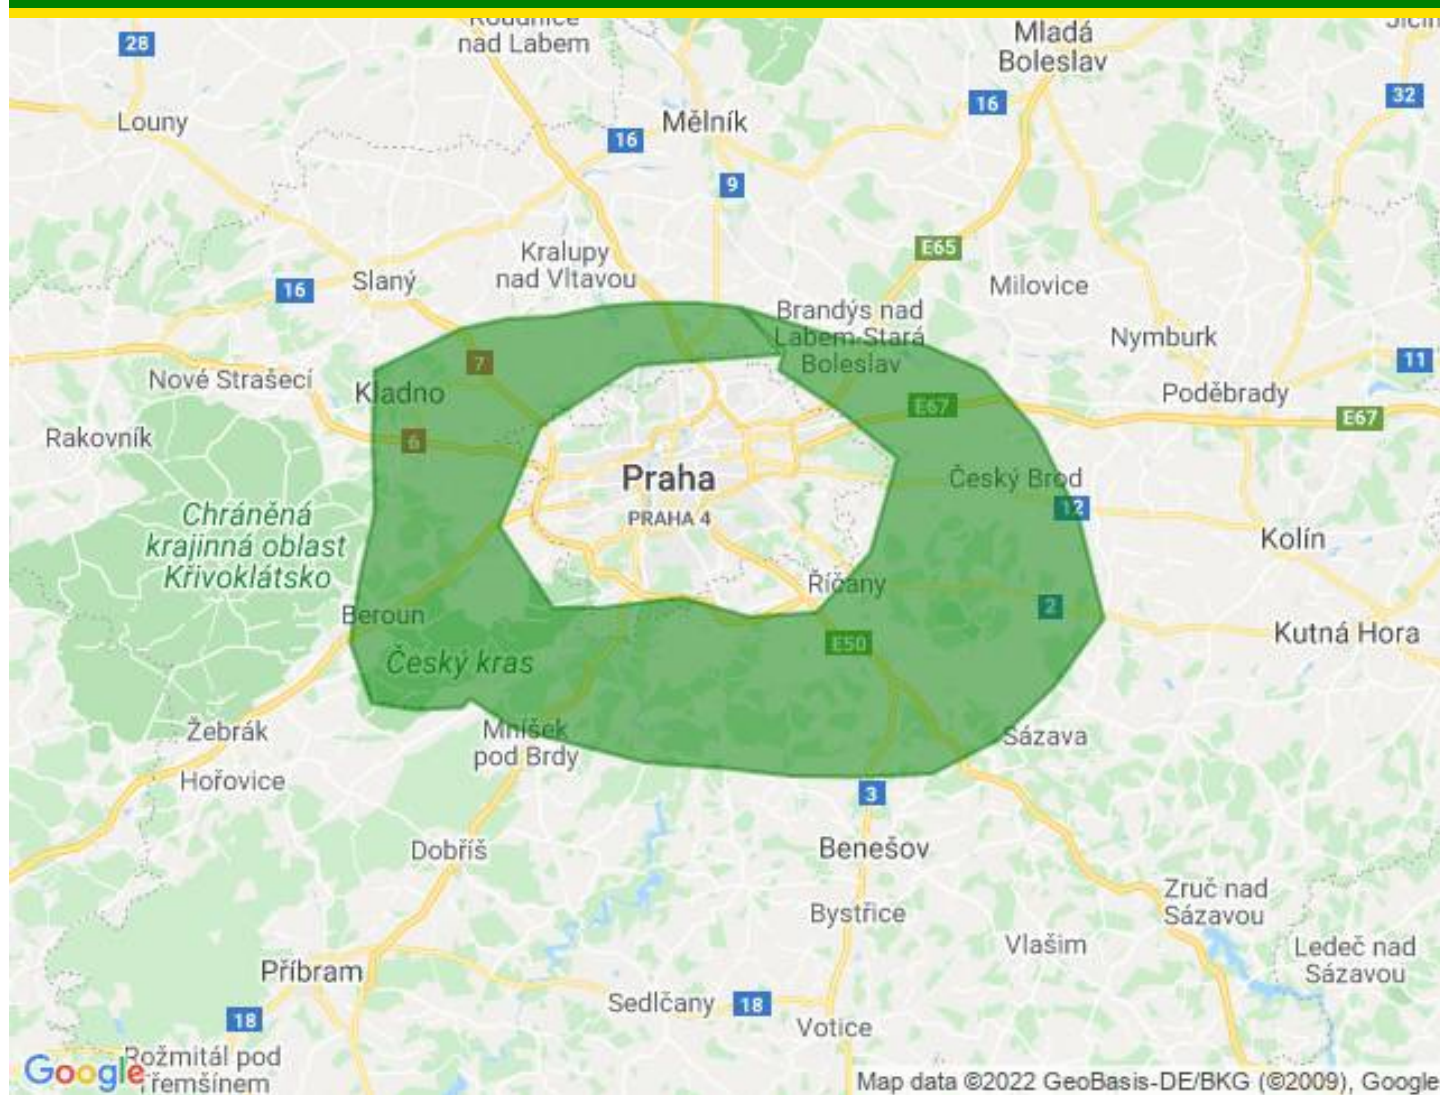 Roudnice
nad Labem
Mladá
Boleslav
28
16
32
Louny
Mělník
16
9
Kralupy
nad Vltavou
E65
Slaný
16
Milovice
Brandýs nad
Labem-Stará
Boleslav
Nymburk
7
11
Nové Strašecí
Kladno
Poděbrady
E67
E67
Rakovník
6
Praha
PRAHA 4
Český Brod
12
Chráněná
krajinná oblast
Křivoklátsko
Kolín
Říčany
Beroun
2
Kutná Hora
E50
Český kras
Žebrák
Mníšek
pod Brdy
Sázava
Hořovice
3
Dobříš
Benešov
Zruč nad
Sázavou
Bystřice
Vlašim
Ledeč nad
Sázavou
Příbram
Sedlčany
18
18
Votice
Rožmitál pod
Třemšínem
Google
Map data ©2022 GeoBasis-DE/BKG (©2009), Google